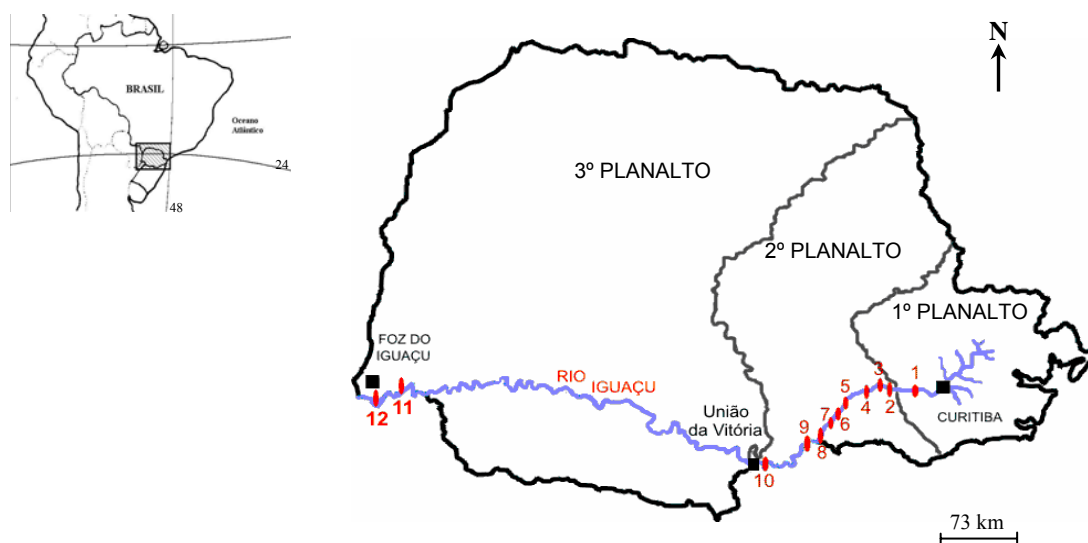 BRASIL
Oceano
Atlântico
24
48
N
3º PLANALTO
2º PLANALTO
1º PLANALTO
FOZ DO
IGUAÇU
RIO
IGUAÇU
União
da Vitória
CURITIBA
1
2
3
4
5
6
7
8
9
10
11
12
73 km